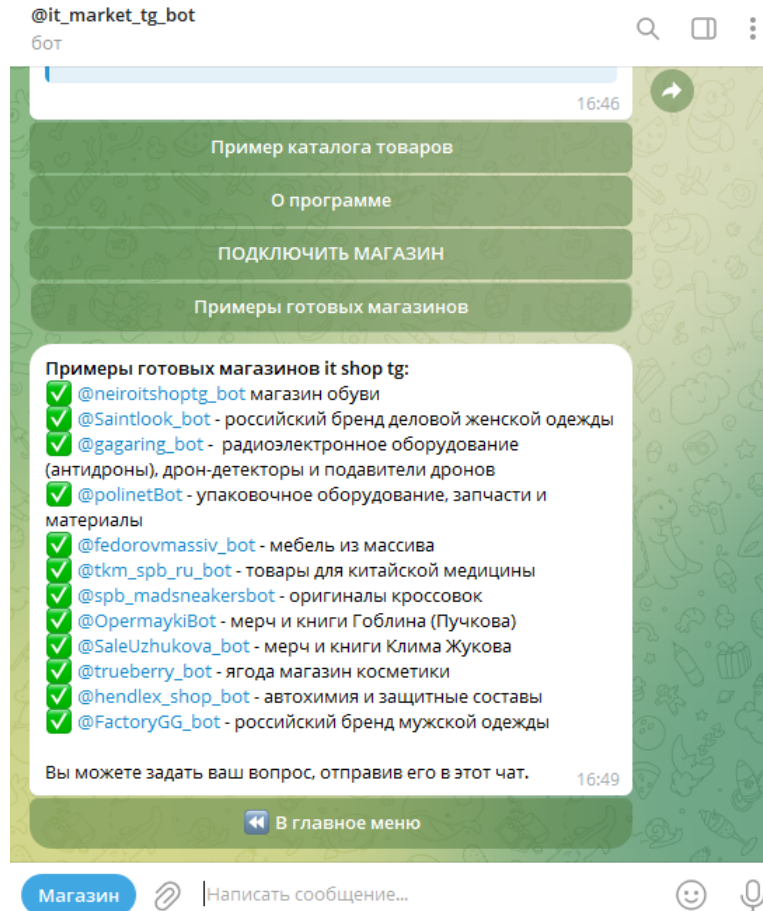 @it_market_tg_bot
бот
16:46
Пример каталога товаров
О программе
ПОДКЛЮЧИТЬ МАГАЗИН
Примеры готовых магазинов
Примеры готовых магазинов it shop tg:
✅ @neiroitshoptg_bot магазин обуви
✅ @Saintlook_bot - российский бренд деловой женской одежды
✅ @gagaring_bot -  радиоэлектронное оборудование
(антидроны), дрон-детекторы и подавители дронов
✅ @polinetBot - упаковочное оборудование, запчасти и
материалы
✅ @fedorovmassiv_bot - мебель из массива
✅ @tkm_spb_ru_bot - товары для китайской медицины
✅ @spb_madsneakersbot - оригиналы кроссовок
✅ @OpermaykiBot - мерч и книги Гоблина (Пучкова)
✅ @SaleUzhukova_bot - мерч и книги Клима Жукова
✅ @trueberry_bot - ягода магазин косметики
✅ @hendlex_shop_bot - автохимия и защитные составы
✅ @FactoryGG_bot - российский бренд мужской одежды
Вы можете задать ваш вопрос, отправив его в этот чат.
16:49
⏪ В главное меню
Магазин
Написать сообщение...